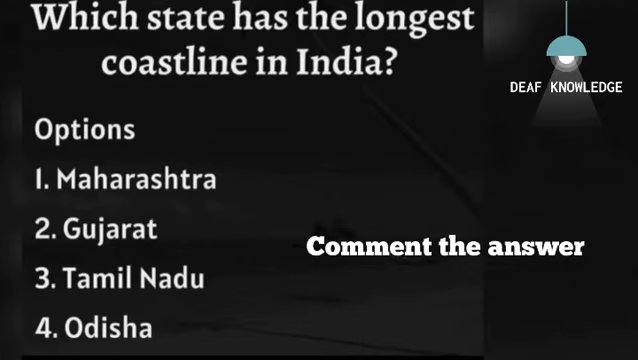 Which state has the longest
coastline in India?
DEAF KNOWLEDGE
Options
1. Maharashtra
2. Gujarat
3. Tamil Nadu
4. Odisha
Comment the answer